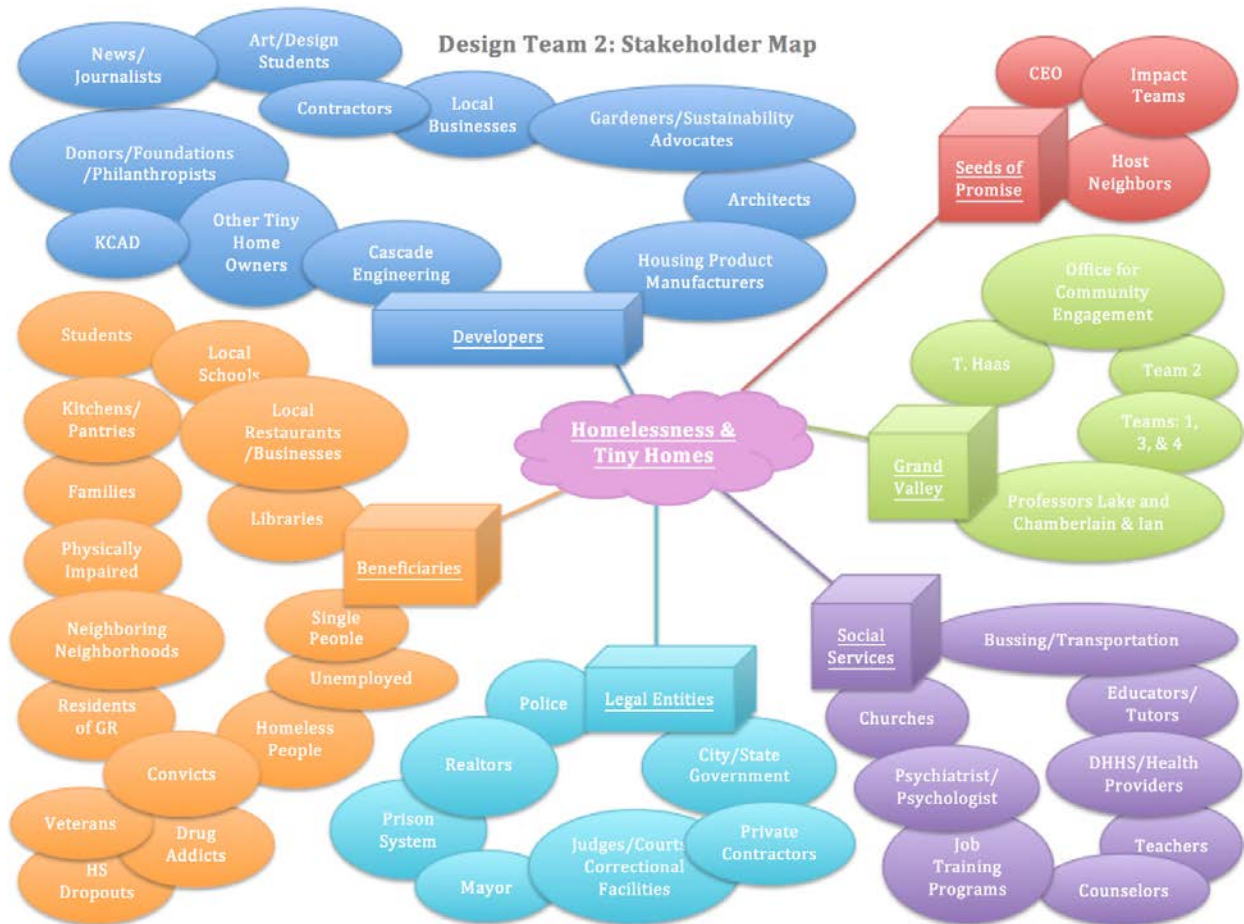 Design Team 2: Stakeholder Map
News/
Journalists
Art/Design
Students
Contractors
Local
Businesses
Gardeners/Sustainability
Advocates
Donors/Foundations
/Philanthropists
Architects
KCAD
Other Tiny
Home
Owners
Cascade
Engineering
Housing Product
Manufacturers
Developers
CEO
Impact
Teams
Seeds of
Promise
Host
Neighbors
Office for
Community
Engagement
T. Haas
Team 2
Teams: 1,
3, & 4
Grand
Valley
Professors Lake and
Chamberlain & Ian
Homelessness &
Tiny Homes
Students
Local
Schools
Kitchens/
Pantries
Local
Restaurants
/Businesses
Families
Libraries
Beneficiaries
Physically
Impaired
Single
People
Neighboring
Neighborhoods
Unemployed
Residents
of GR
Homeless
People
Convicts
Veterans
Drug
Addicts
HS
Dropouts
Legal Entities
Police
Realtors
City/State
Government
Prison
System
Judges/Courts
Correctional
Facilities
Private
Contractors
Mayor
Social
Services
Bussing/Transportation
Churches
Educators/
Tutors
Psychiatrist/
Psychologist
DHHS/Health
Providers
Job
Training
Programs
Teachers
Counselors